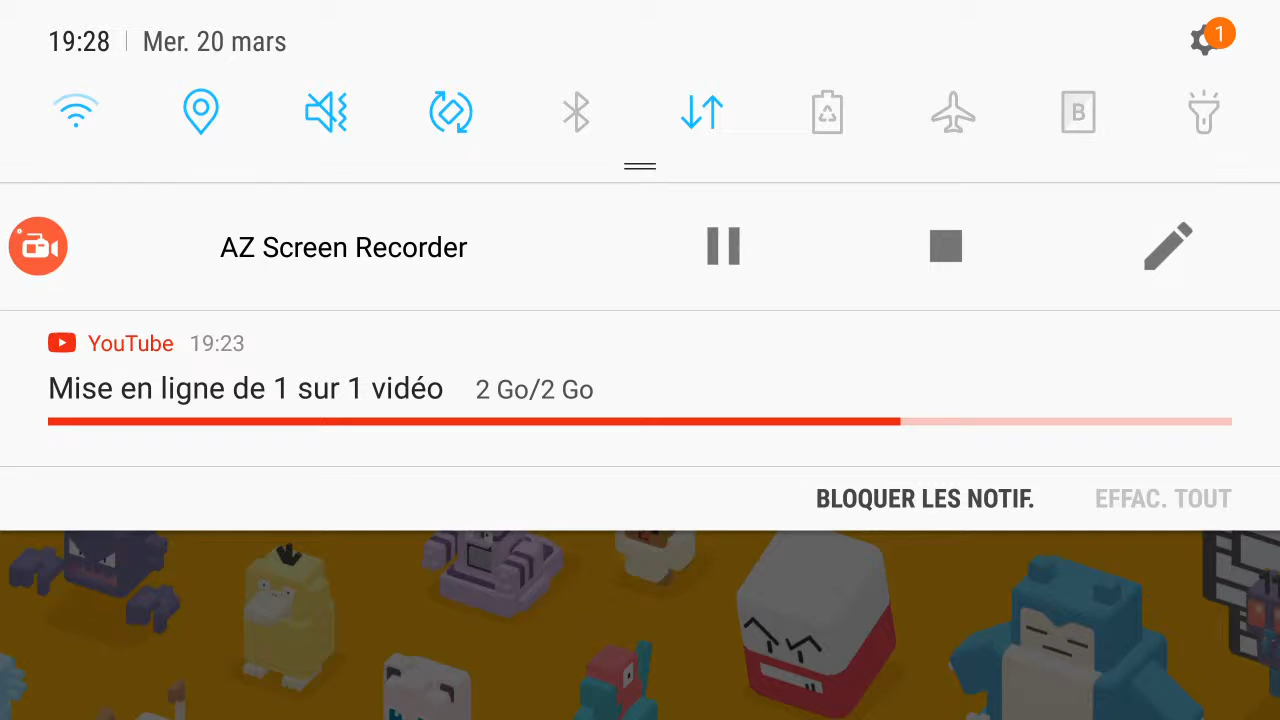 19:28 | Mer. 20 mars
1
B
AZ Screen Recorder
YouTube 19:23
Mise en ligne de 1 sur 1 vidéo 2 Go/2 Go
BLOQUER LES NOTIF. EFFAC. TOUT